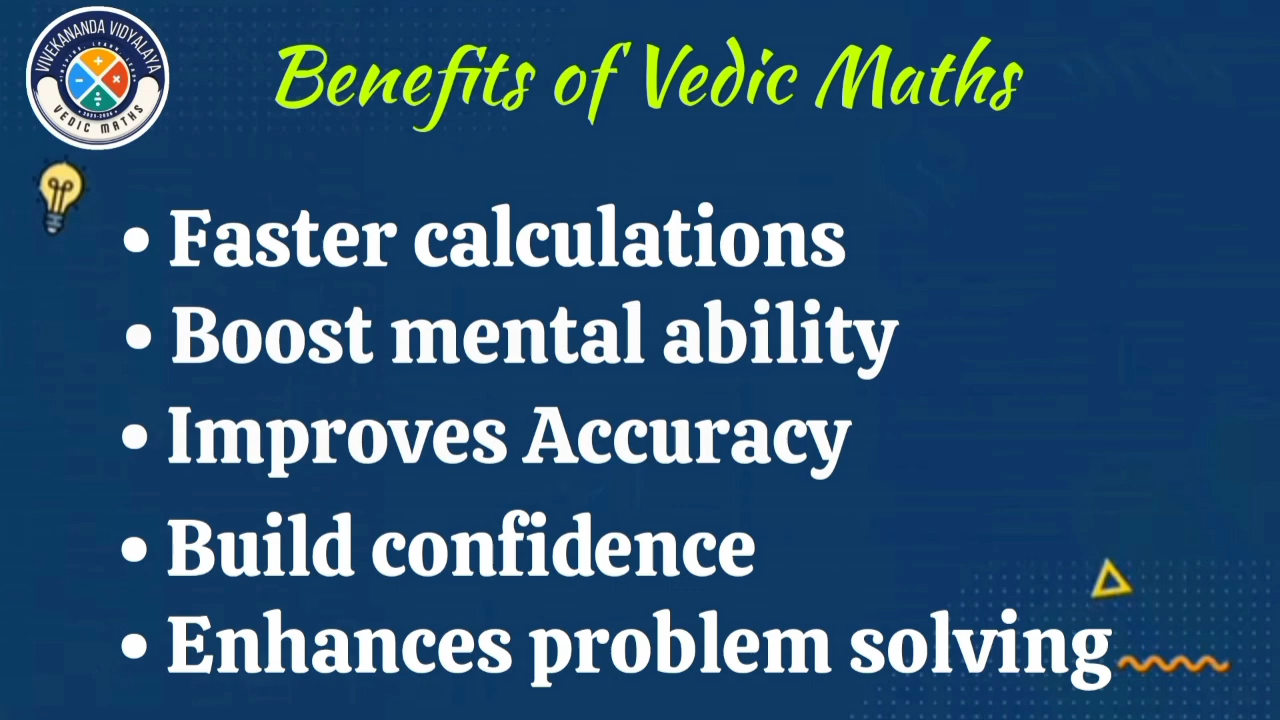 VIVEKANANDA VIDYALAYA
VEDIC MATHS
Benefits of Vedic Maths
• Faster calculations
• Boost mental ability
• Improves Accuracy
• Build confidence
• Enhances problem solving